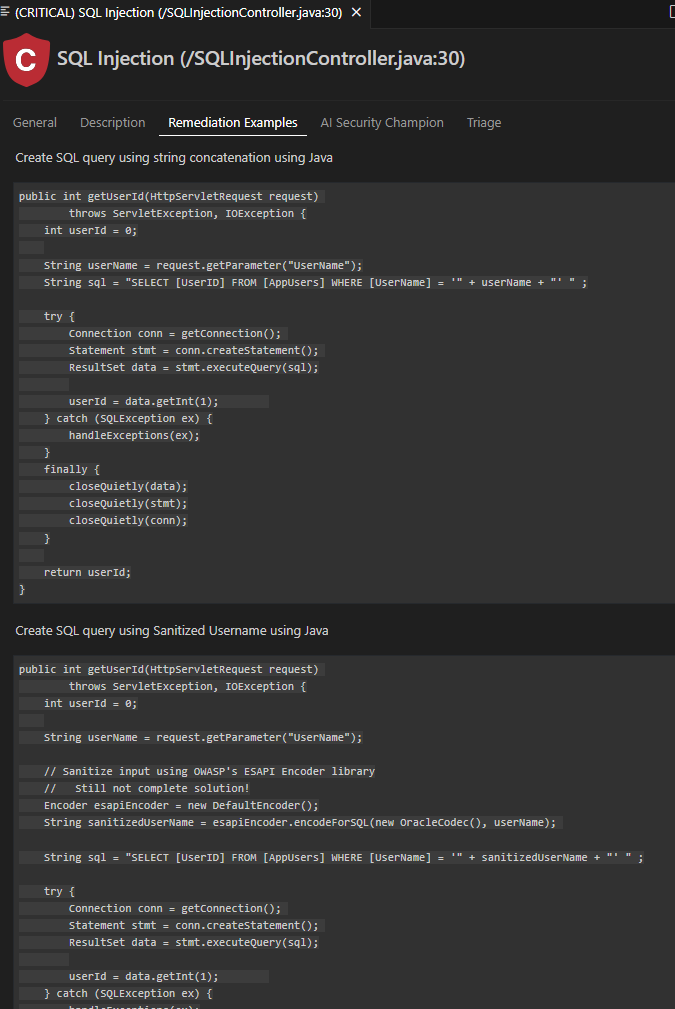 (CRITICAL) SQL Injection (/SQLInjectionController.java:30)
C SQL Injection (/SQLInjectionController.java:30)
General Description Remediation Examples AI Security Champion Triage
Create SQL query using string concatenation using Java
public int getUserId(HttpServletRequest request)
        throws ServletException, IOException {
    int userId = 0;

    String userName = request.getParameter("UserName");
    String sql = "SELECT [UserID] FROM [AppUsers] WHERE [UserName] = '" + userName + "' " ;

    try {
        Connection conn = getConnection();
        Statement stmt = conn.createStatement();
        ResultSet data = stmt.executeQuery(sql);

        userId = data.getInt(1);
    } catch (SQLException ex) {
        handleExceptions(ex);
    }
    finally {
        closeQuietly(data);
        closeQuietly(stmt);
        closeQuietly(conn);
    }

    return userId;
}
Create SQL query using Sanitized Username using Java
public int getUserId(HttpServletRequest request)
        throws ServletException, IOException {
    int userId = 0;

    String userName = request.getParameter("UserName");

    // Sanitize input using OWASP's ESAPI Encoder library
    //   Still not complete solution!
    Encoder esapiEncoder = new DefaultEncoder();
    String sanitizedUserName = esapiEncoder.encodeForSQL(new OracleCodec(), userName);

    String sql = "SELECT [UserID] FROM [AppUsers] WHERE [UserName] = '" + sanitizedUserName + "' " ;

    try {
        Connection conn = getConnection();
        Statement stmt = conn.createStatement();
        ResultSet data = stmt.executeQuery(sql);

        userId = data.getInt(1);
    } catch (SQLException ex) {
        handleExceptions(ex);